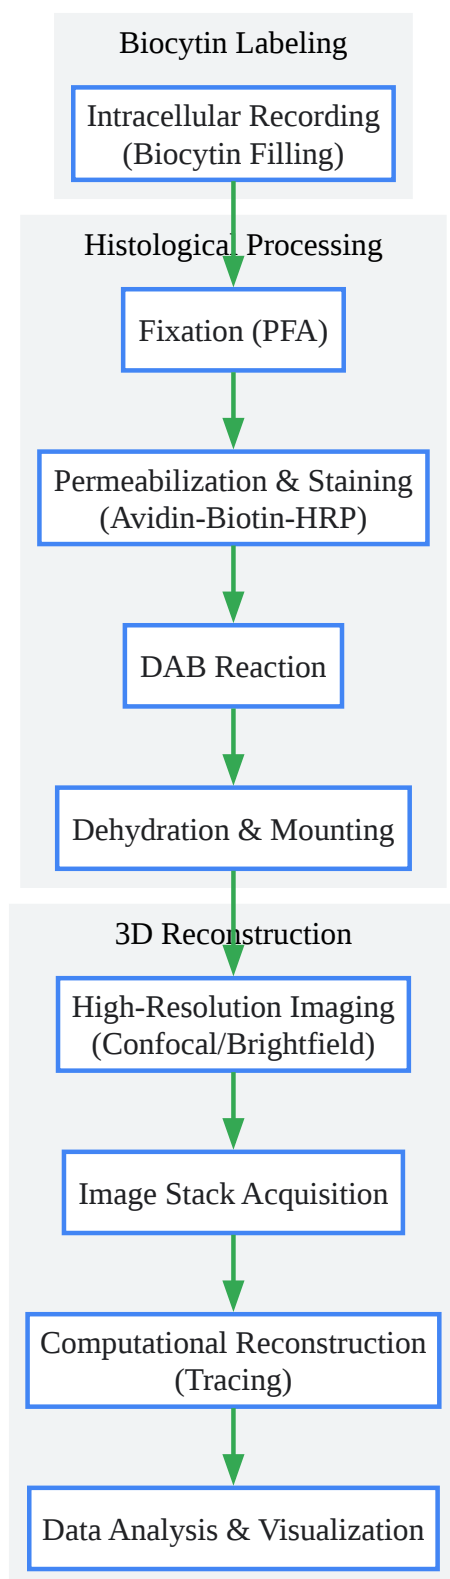 Biocytin Labeling
Intracellular Recording
(Biocytin Filling)
Histological Processing
Fixation (PFA)
Permeabilization & Staining
(Avidin-Biotin-HRP)
DAB Reaction
Dehydration & Mounting
3D Reconstruction
High-Resolution Imaging
(Confocal/Brightfield)
Image Stack Acquisition
Computational Reconstruction
(Tracing)
Data Analysis & Visualization